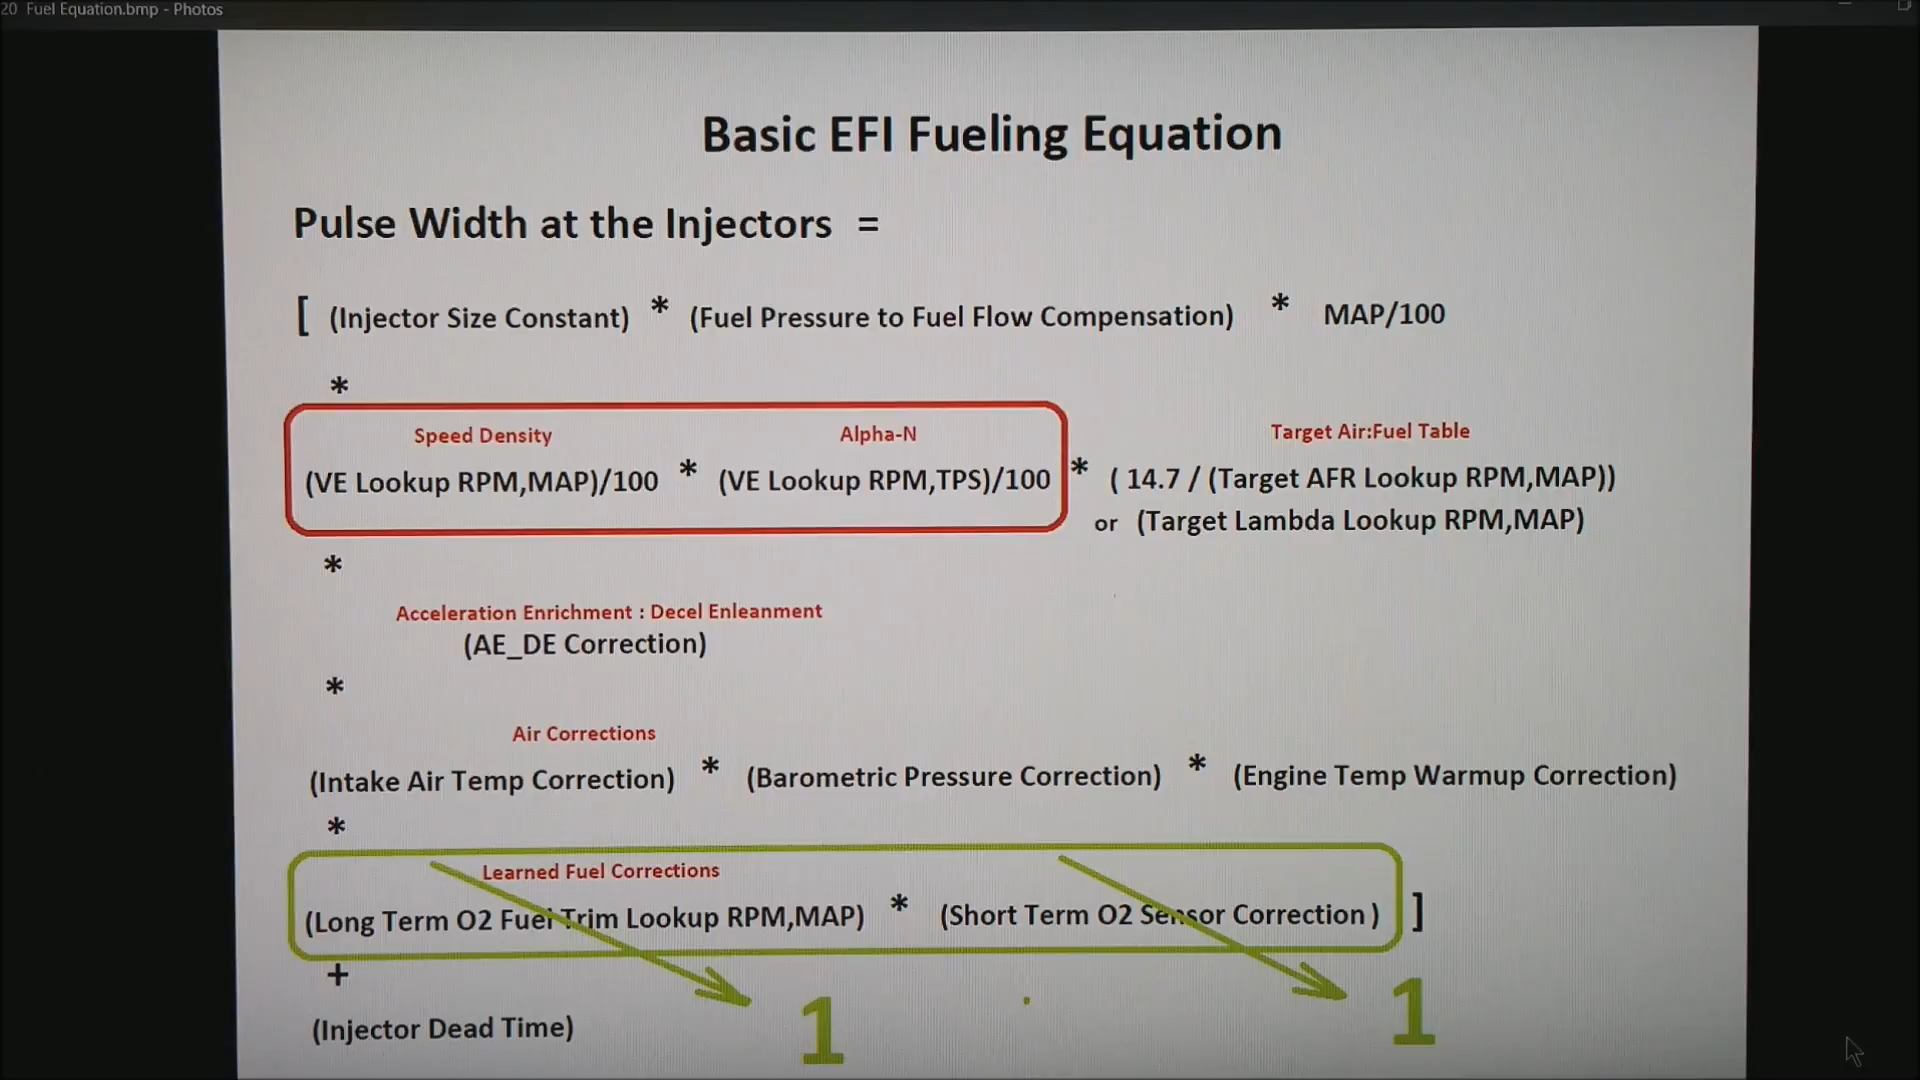 20 Fuel Equation.bmp - Photos
Basic EFI Fueling Equation
Pulse Width at the Injectors =
[ (Injector Size Constant) * (Fuel Pressure to Fuel Flow Compensation) * MAP/100
*
Speed Density Alpha-N Target Air:Fuel Table
(VE Lookup RPM,MAP)/100 * (VE Lookup RPM,TPS)/100 * ( 14.7 / (Target AFR Lookup RPM,MAP))
or (Target Lambda Lookup RPM,MAP)
*
Acceleration Enrichment : Decel Enleanment
(AE_DE Correction)
*
Air Corrections
(Intake Air Temp Correction) * (Barometric Pressure Correction) * (Engine Temp Warmup Correction)
*
Learned Fuel Corrections
(Long Term O2 Fuel Trim Lookup RPM,MAP) * (Short Term O2 Sensor Correction ) ]
+
(Injector Dead Time)
1 1